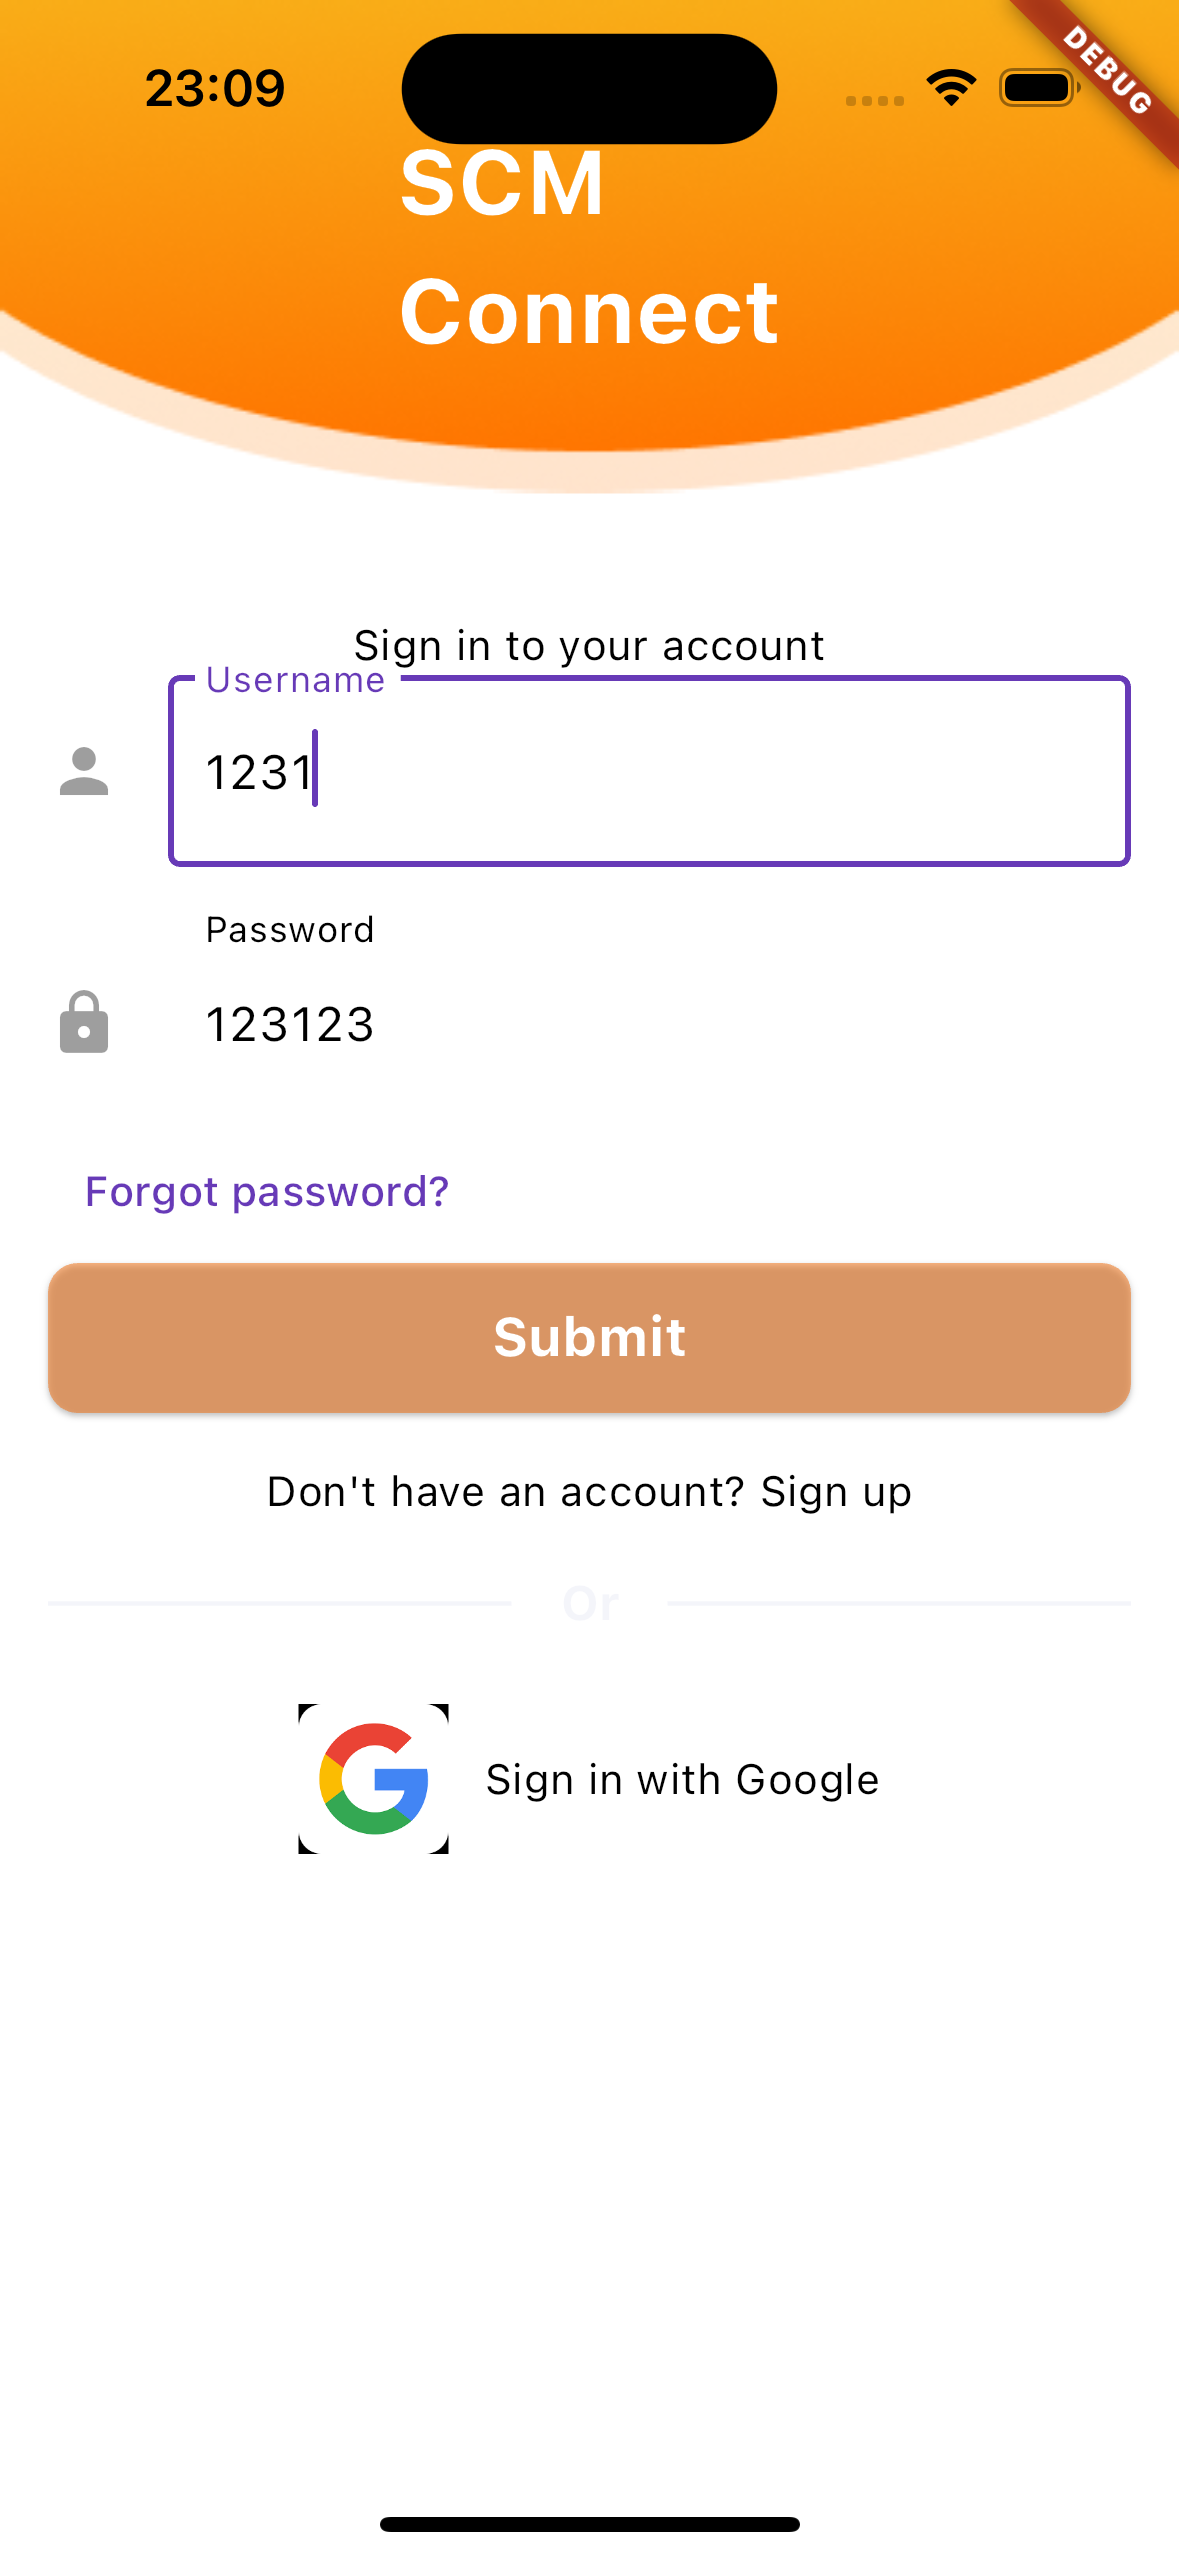 23:09
DEBUG
SCM
Connect
Sign in to your account
Username
1231
Password
123123
Forgot password?
Submit
Don't have an account? Sign up
Or
Sign in with Google